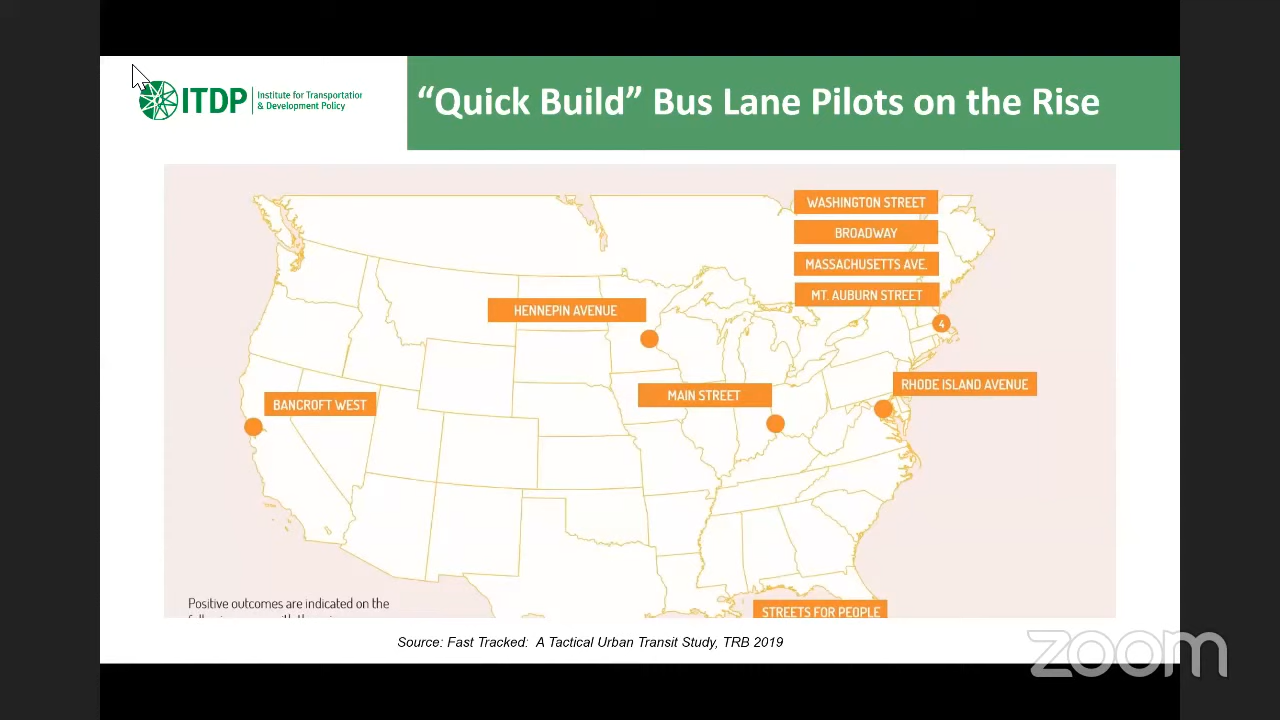 ITDP
Institute for Transportation
& Development Policy
“Quick Build” Bus Lane Pilots on the Rise
WASHINGTON STREET
BROADWAY
MASSACHUSETTS AVE.
MT. AUBURN STREET
HENNEPIN AVENUE
4
RHODE ISLAND AVENUE
MAIN STREET
BANCROFT WEST
Positive outcomes are indicated on the
STREETS FOR PEOPLE
Source: Fast Tracked: A Tactical Urban Transit Study, TRB 2019
zoom